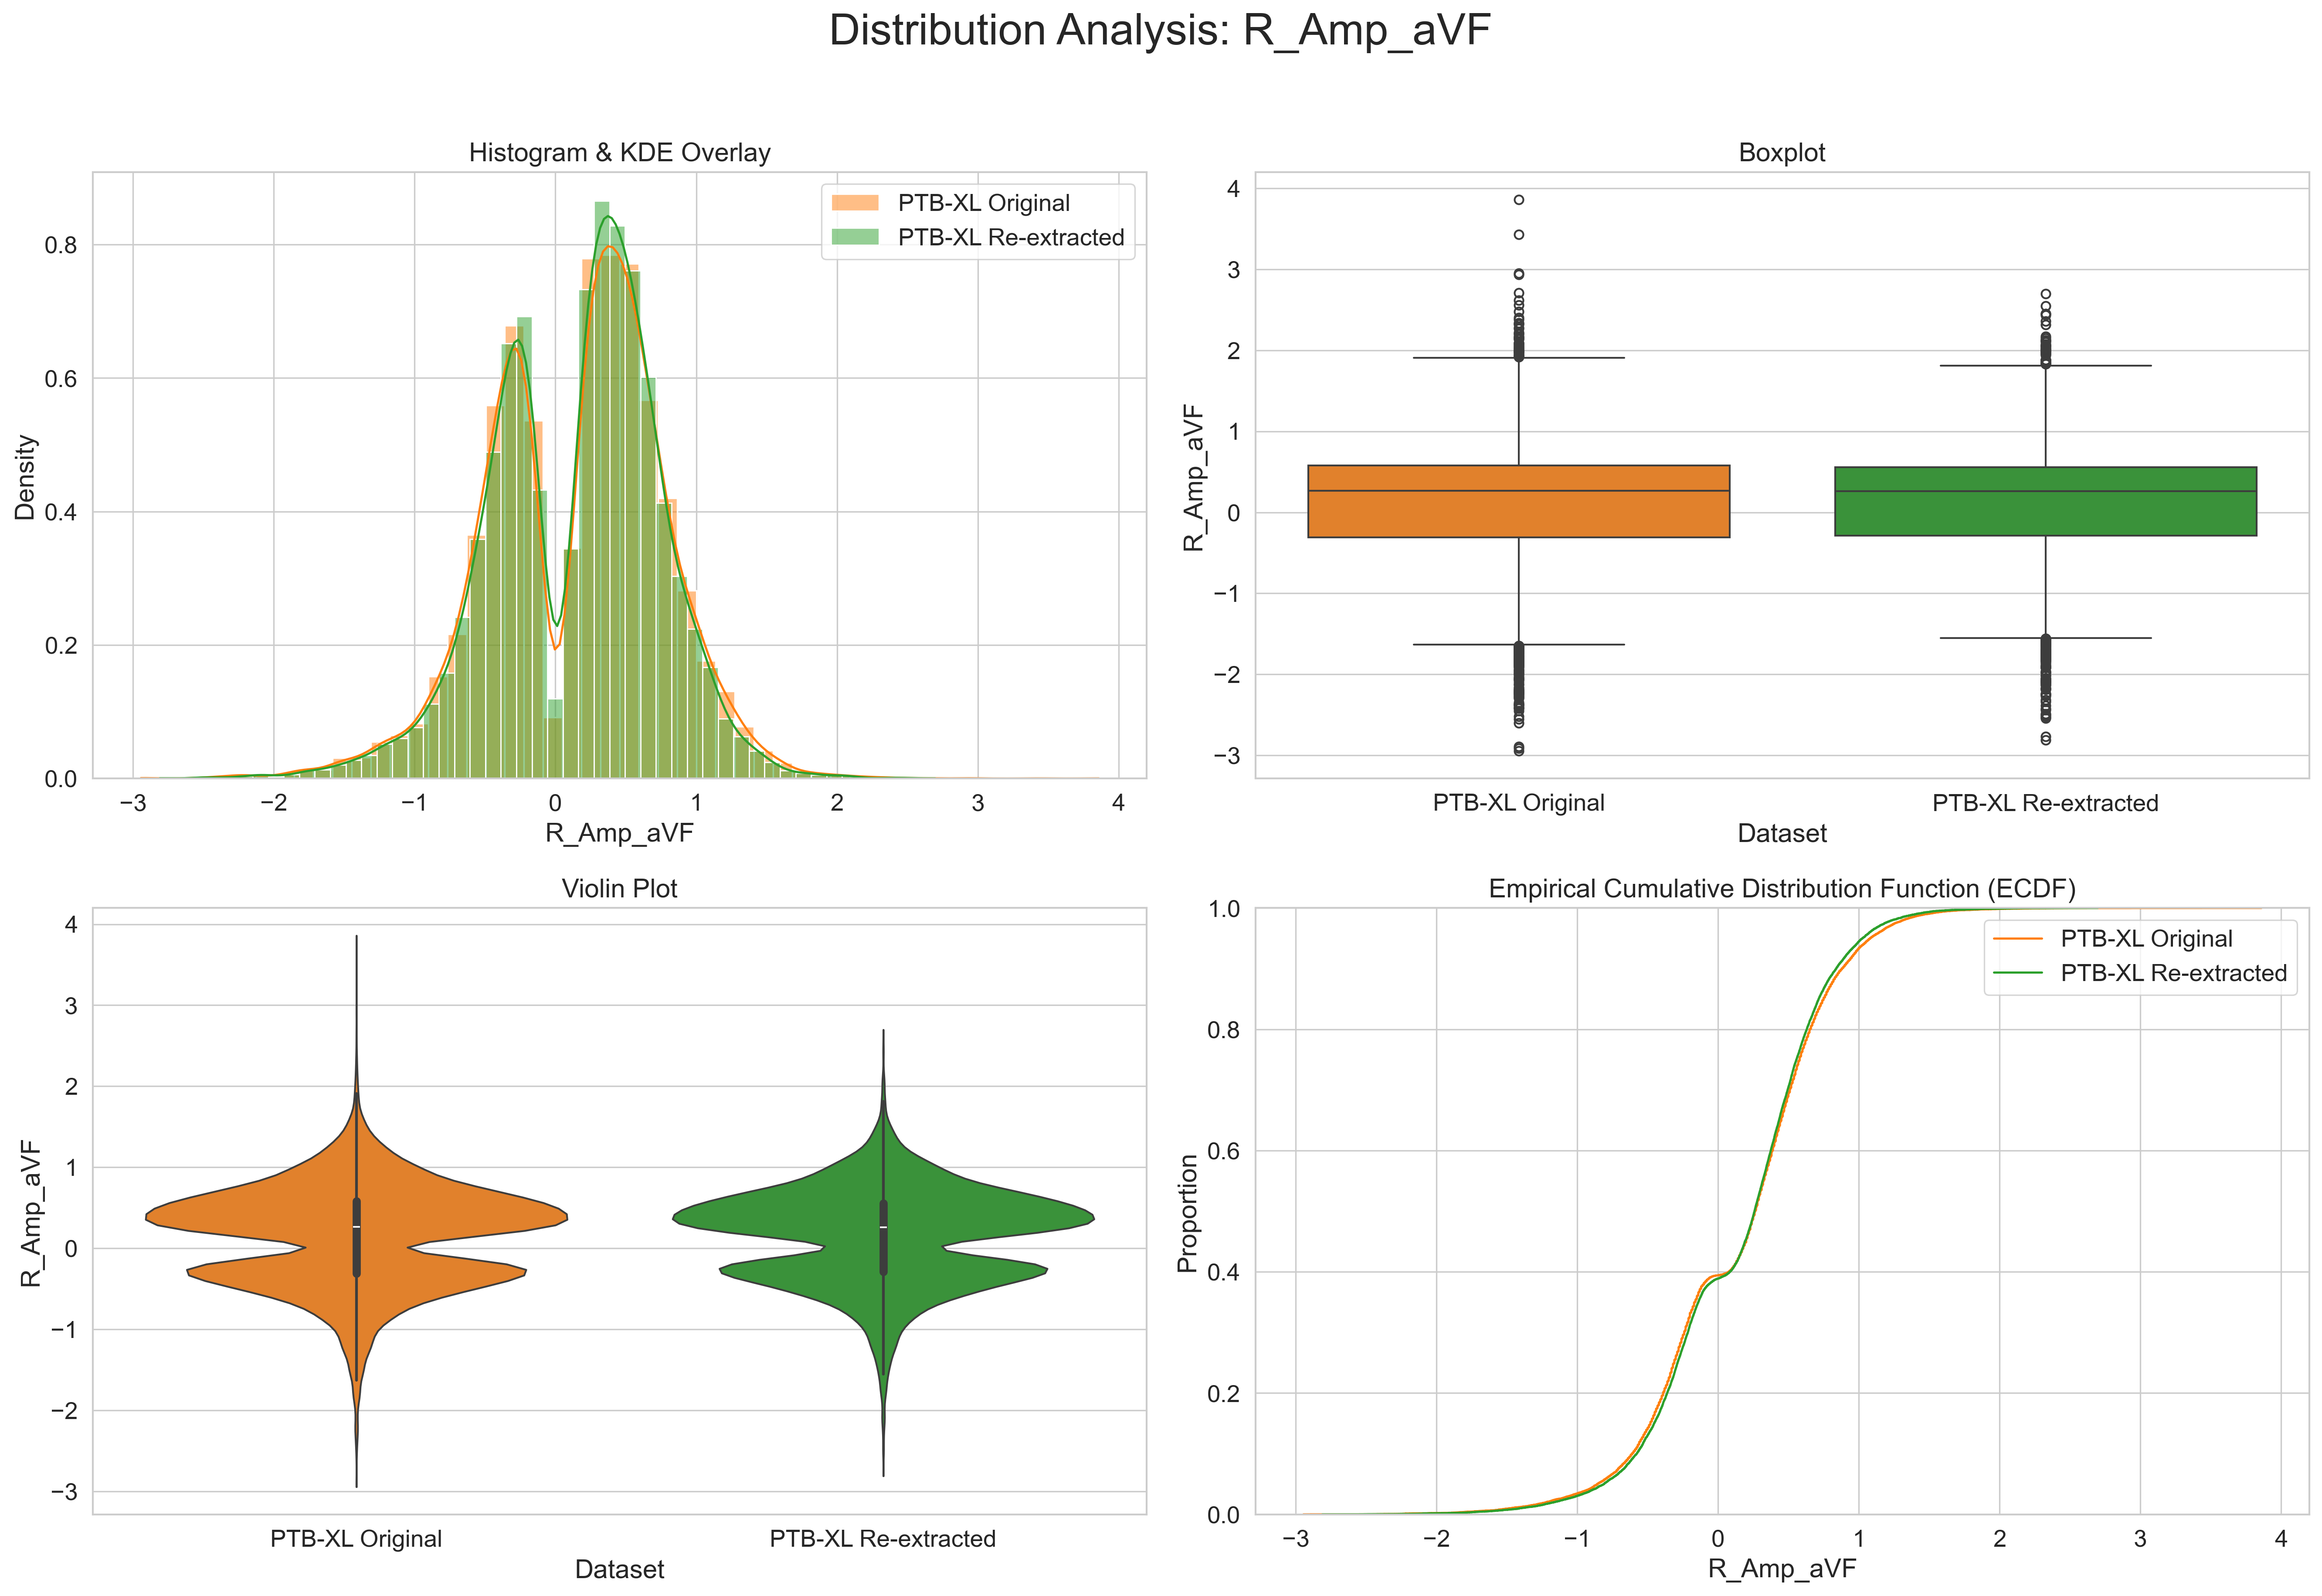 Distribution Analysis: R_Amp_aVF
Histogram & KDE Overlay
PTB-XL Original
PTB-XL Re-extracted
Density
0.8
0.6
0.4
0.2
0.0
−3 −2 −1 0 1 2 3 4
R_Amp_aVF
Boxplot
R_Amp_aVF
4
3
2
1
0
−1
−2
−3
PTB-XL Original PTB-XL Re-extracted
Dataset
Violin Plot
R_Amp_aVF
4
3
2
1
0
−1
−2
−3
PTB-XL Original PTB-XL Re-extracted
Dataset
Empirical Cumulative Distribution Function (ECDF)
PTB-XL Original
PTB-XL Re-extracted
Proportion
1.0
0.8
0.6
0.4
0.2
0.0
−3 −2 −1 0 1 2 3 4
R_Amp_aVF